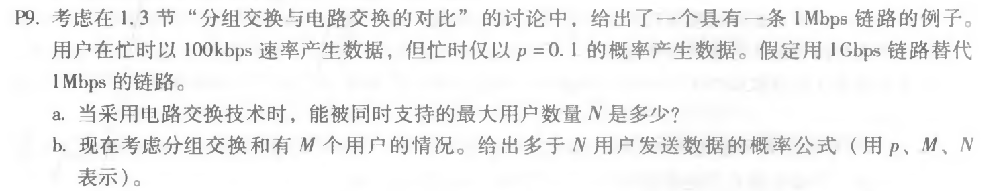 P9. 考虑在 1.3 节“分组交换与电路交换的对比”的讨论中，给出了一个具有一条 1Mbps 链路的例子。
用户在忙时以 100kbps 速率产生数据，但忙时仅以 p = 0.1 的概率产生数据。假定用 1Gbps 链路替代
1Mbps 的链路。
a. 当采用电路交换技术时，能被同时支持的最大用户数量 N 是多少？
b. 现在考虑分组交换和有 M 个用户的情况。给出多于 N 用户发送数据的概率公式（用 p、M、N
表示）。